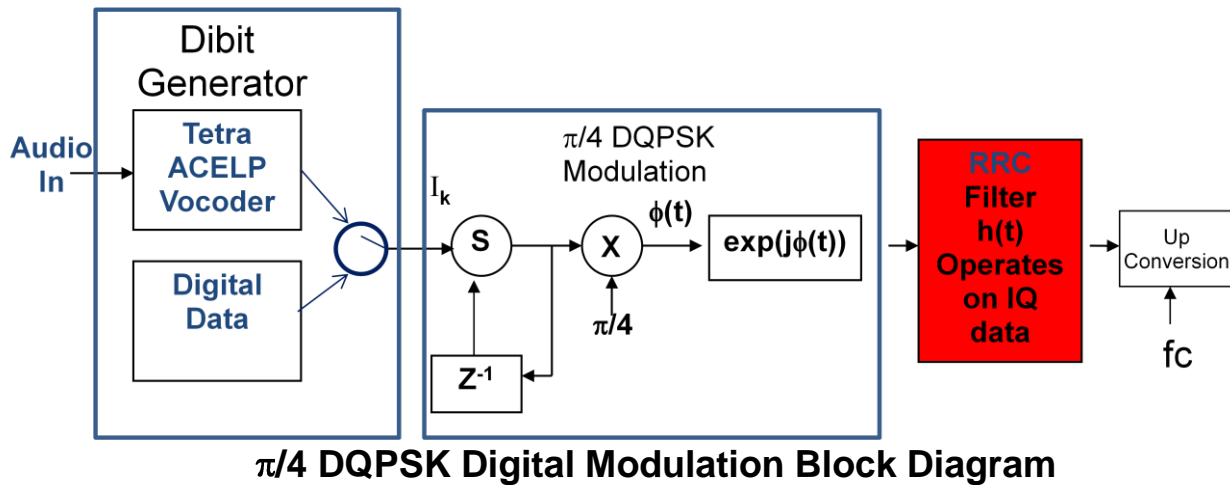 Dibit
Generator
Audio
In
Tetra
ACELP
Vocoder
Digital
Data
π/4 DQPSK
Modulation
Iₖ
S
Z⁻¹
X
π/4
ϕ(t)
exp(jϕ(t))
RRC
Filter
h(t)
Operates
on IQ
data
Up
Conversion
fc
π/4 DQPSK Digital Modulation Block Diagram